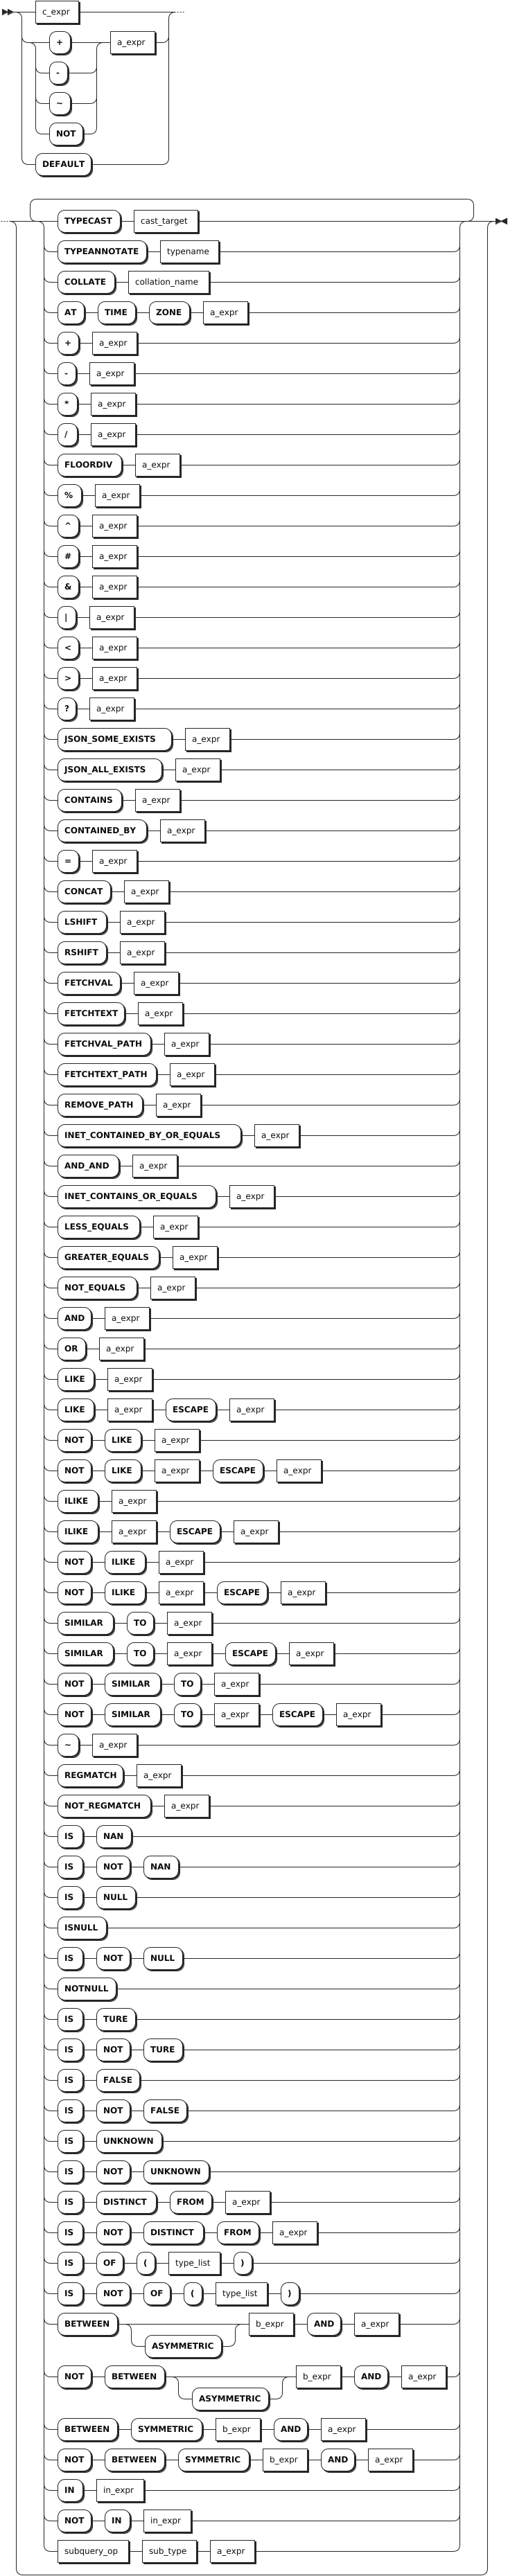 c_expr
+ a_expr
-
~
NOT
DEFAULT
TYPECAST cast_target
TYPEANNOTATE typename
COLLATE collation_name
AT TIME ZONE a_expr
+ a_expr
- a_expr
* a_expr
/ a_expr
FLOORDIV a_expr
% a_expr
^ a_expr
# a_expr
& a_expr
| a_expr
< a_expr
> a_expr
? a_expr
JSON_SOME_EXISTS a_expr
JSON_ALL_EXISTS a_expr
CONTAINS a_expr
CONTAINED_BY a_expr
= a_expr
CONCAT a_expr
LSHIFT a_expr
RSHIFT a_expr
FETCHVAL a_expr
FETCHTEXT a_expr
FETCHVAL_PATH a_expr
FETCHTEXT_PATH a_expr
REMOVE_PATH a_expr
INET_CONTAINED_BY_OR_EQUALS a_expr
AND_AND a_expr
INET_CONTAINS_OR_EQUALS a_expr
LESS_EQUALS a_expr
GREATER_EQUALS a_expr
NOT_EQUALS a_expr
AND a_expr
OR a_expr
LIKE a_expr
LIKE a_expr ESCAPE a_expr
NOT LIKE a_expr
NOT LIKE a_expr ESCAPE a_expr
ILIKE a_expr
ILIKE a_expr ESCAPE a_expr
NOT ILIKE a_expr
NOT ILIKE a_expr ESCAPE a_expr
SIMILAR TO a_expr
SIMILAR TO a_expr ESCAPE a_expr
NOT SIMILAR TO a_expr
NOT SIMILAR TO a_expr ESCAPE a_expr
~ a_expr
REGMATCH a_expr
NOT_REGMATCH a_expr
IS NAN
IS NOT NAN
IS NULL
ISNULL
IS NOT NULL
NOTNULL
IS TURE
IS NOT TURE
IS FALSE
IS NOT FALSE
IS UNKNOWN
IS NOT UNKNOWN
IS DISTINCT FROM a_expr
IS NOT DISTINCT FROM a_expr
IS OF ( type_list )
IS NOT OF ( type_list )
BETWEEN b_expr AND a_expr
ASYMMETRIC
NOT BETWEEN b_expr AND a_expr
ASYMMETRIC
BETWEEN SYMMETRIC b_expr AND a_expr
NOT BETWEEN SYMMETRIC b_expr AND a_expr
IN in_expr
NOT IN in_expr
subquery_op sub_type a_expr